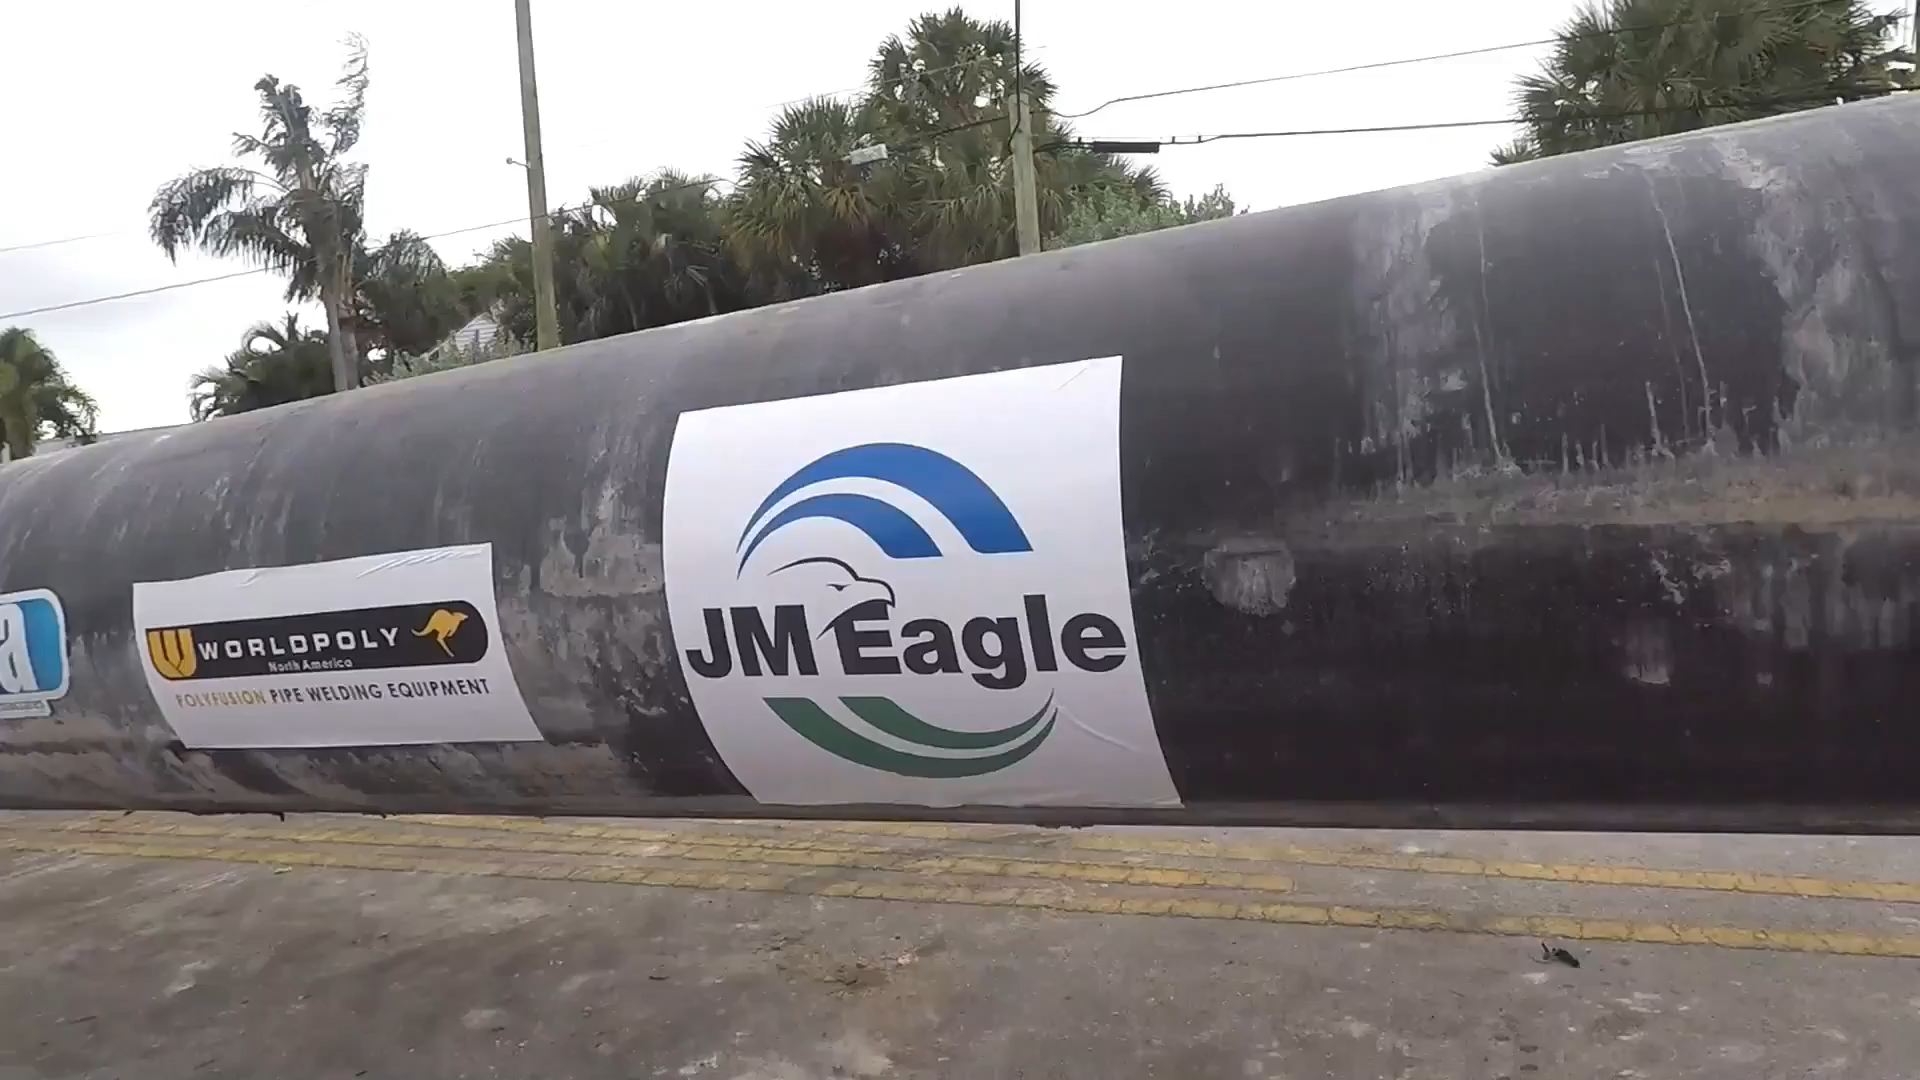 a
WORLDPOLY
North America
POLYFUSION PIPE WELDING EQUIPMENT
JM Eagle